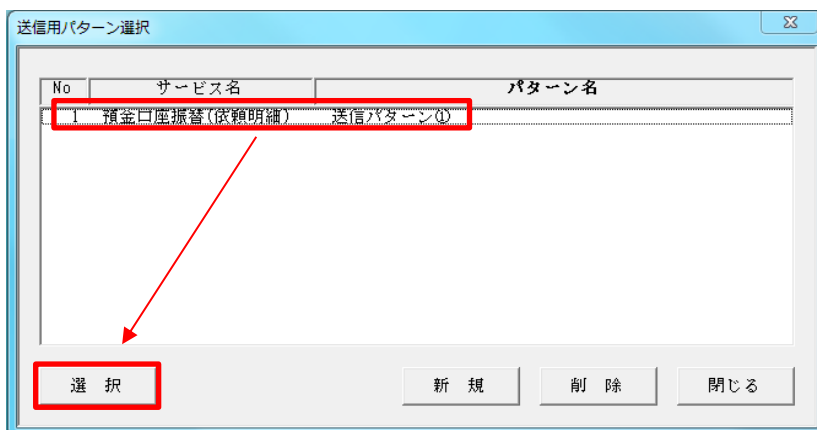 送信用パターン選択
No サービス名 パターン名
1 預金口座振替(依頼明細) 送信パターン①
選 択 新 規 削 除 閉じる